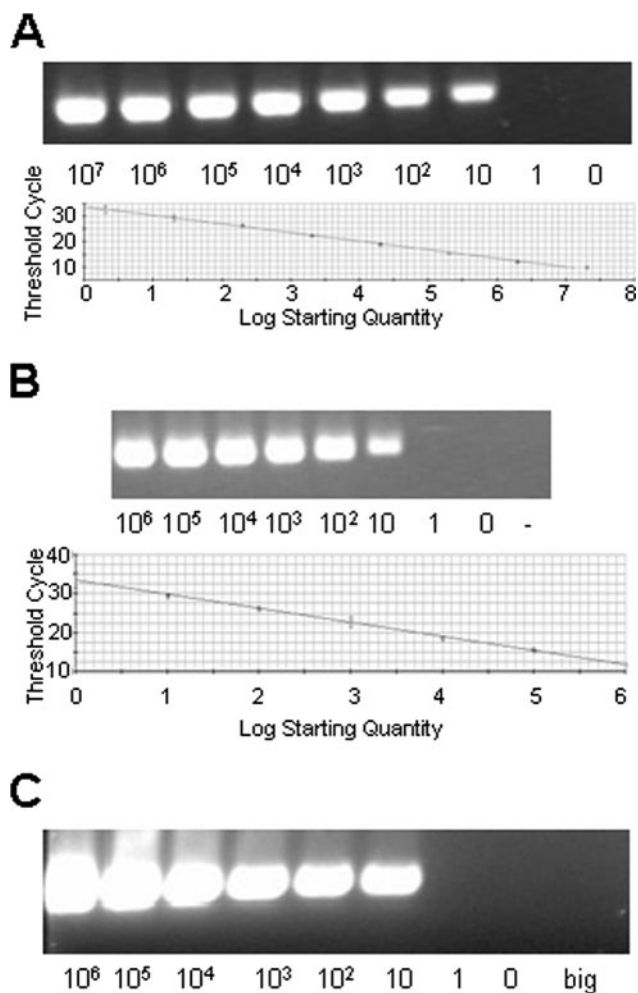 A
10⁷ 10⁶ 10⁵ 10⁴ 10³ 10² 10 1 0
Threshold Cycle
30
20
10
0 1 2 3 4 5 6 7 8
Log Starting Quantity
B
10⁶ 10⁵ 10⁴ 10³ 10² 10 1 0 -
Threshold Cycle
40
30
20
10
0 1 2 3 4 5 6
Log Starting Quantity
C
10⁶ 10⁵ 10⁴ 10³ 10² 10 1 0 big